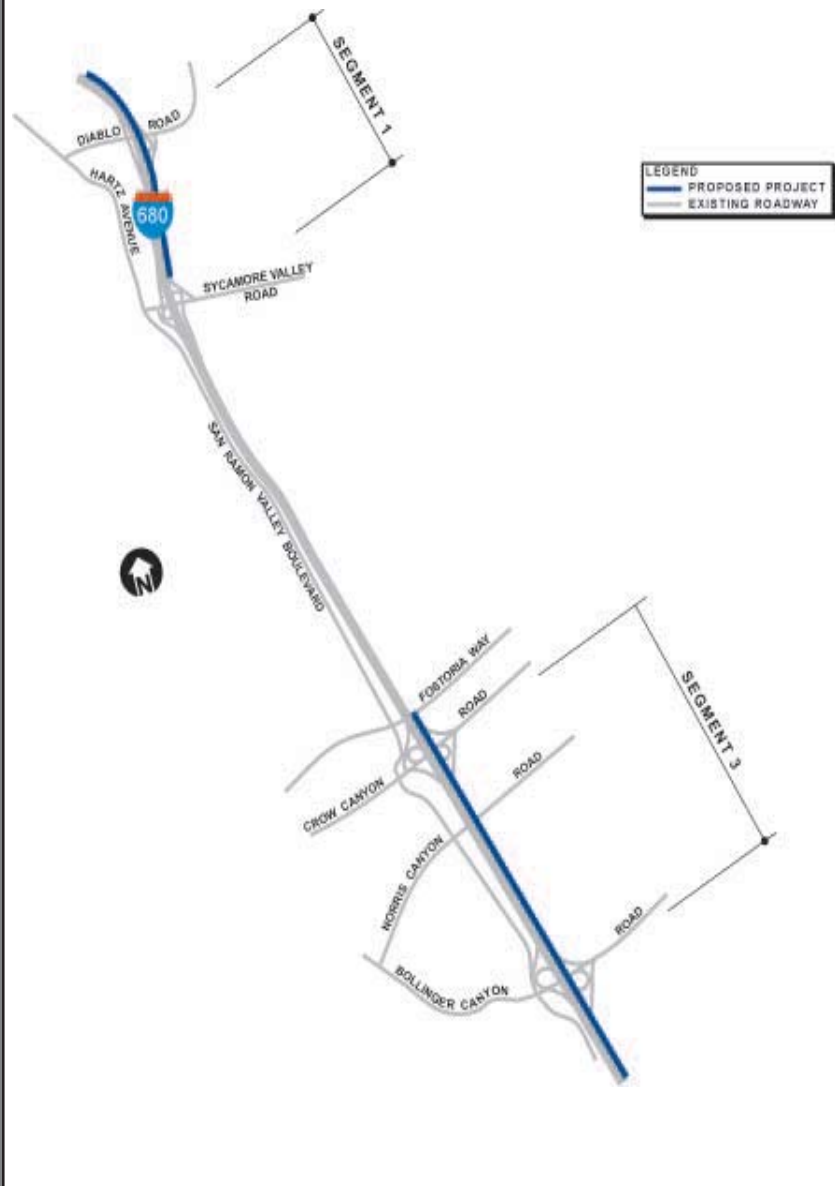 SEGMENT 1
DIABLO ROAD
HARTZ AVENUE
680
LEGEND
PROPOSED PROJECT
EXISTING ROADWAY
SYCAMORE VALLEY
ROAD
SAN RAMON VALLEY BOULEVARD
N
FOSTORIA WAY
SEGMENT 3
CROW CANYON ROAD
NORRIS CANYON ROAD
BOLLINGER CANYON ROAD